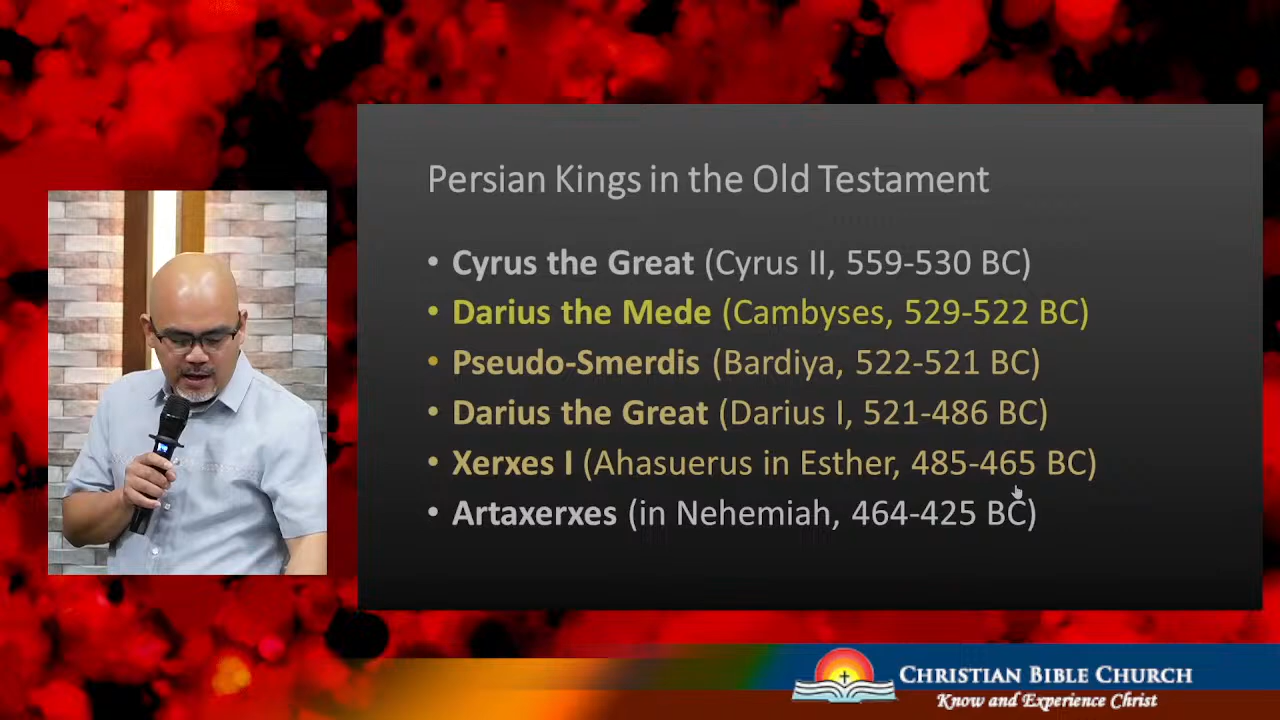 Persian Kings in the Old Testament
• Cyrus the Great (Cyrus II, 559-530 BC)
• Darius the Mede (Cambyses, 529-522 BC)
• Pseudo-Smerdis (Bardiya, 522-521 BC)
• Darius the Great (Darius I, 521-486 BC)
• Xerxes I (Ahasuerus in Esther, 485-465 BC)
• Artaxerxes (in Nehemiah, 464-425 BC)
CHRISTIAN BIBLE CHURCH
Know and Experience Christ